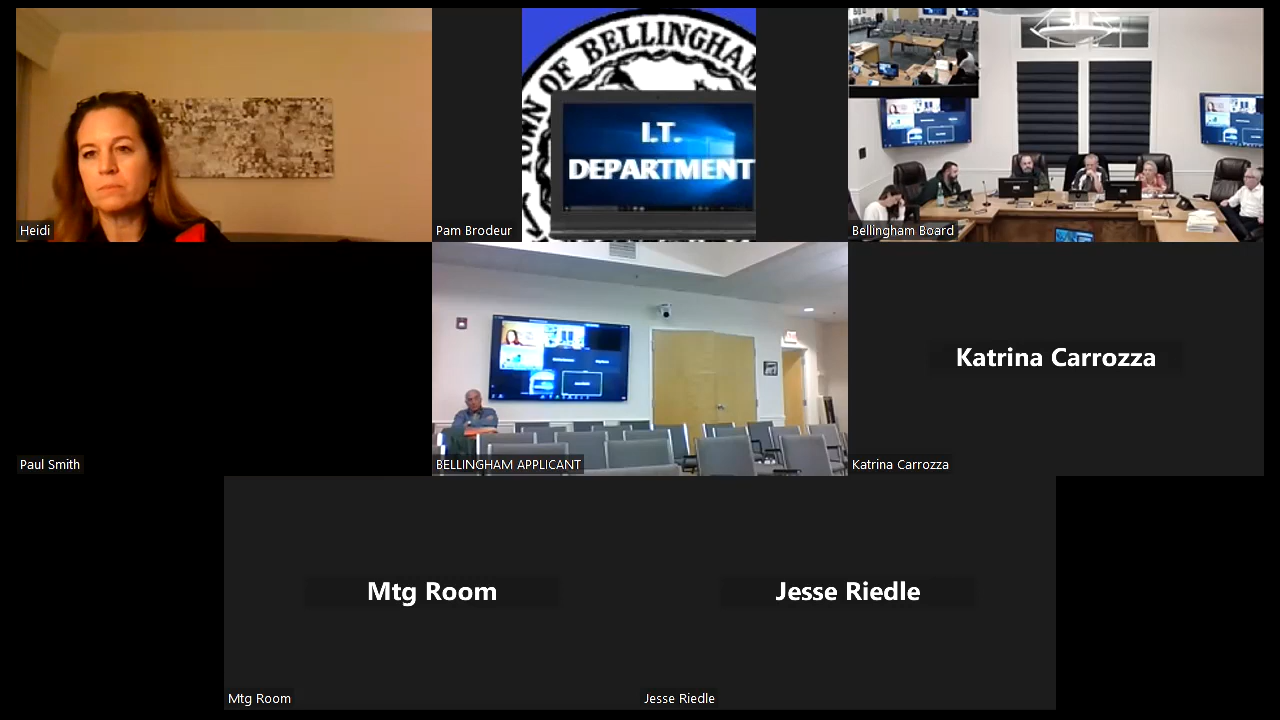 TOWN OF BELLINGHAM
I.T.
DEPARTMENT
Heidi
Pam Brodeur
Bellingham Board
Katrina Carrozza
Paul Smith
BELLINGHAM APPLICANT
Katrina Carrozza
Mtg Room
Jesse Riedle
Mtg Room
Jesse Riedle